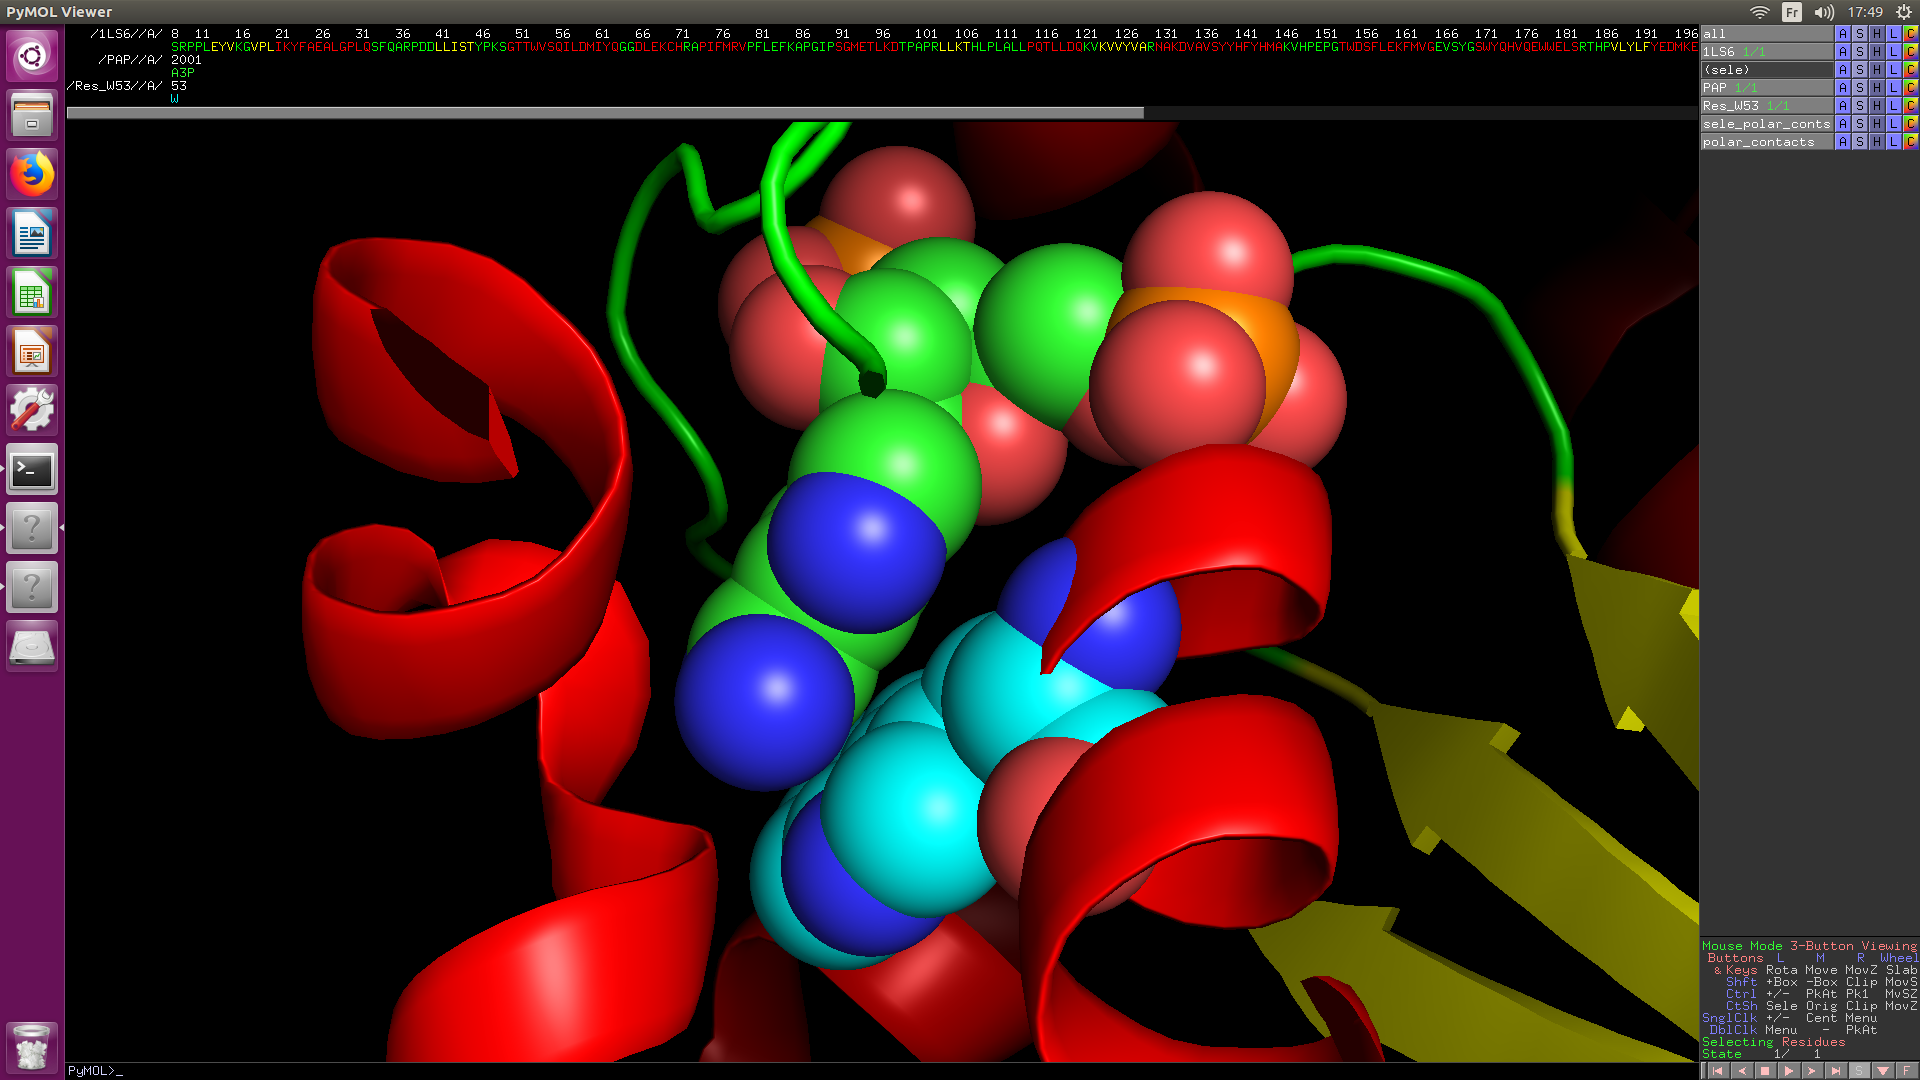 PyMOL Viewer
Fr
17:49
/1LS6//A/ 8 11 16 21 26 31 36 41 46 51 56 61 66 71 76 81 86 91 96 101 106 111 116 121 126 131 136 141 146 151 156 161 166 171 176 181 186 191 196
SRPPLEYVKGVPLIKYFAEALGPLQSFQARPDDLLISTYPKSGTTWVSQILDMIYQGGDLEKCHRAPIFMRVPFLEFKAPGIPSGMETLKDTPAPRLLKTHLPLALLPQTLLDQKVKVVYVARNAKDVAVSYYHFYHMAKVHPEPGTWDSFLEKFMVGEVSYGSWYQHVQEWWELSRTHPVLYLFYEDMKE
/PAP//A/ 2001
A3P
/Res_W53//A/ 53
W
all A S H L C
1LS6 1/1 A S H L C
(sele) A S H L C
PAP 1/1 A S H L C
Res_W53 1/1 A S H L C
sele_polar_conts A S H L C
polar_contacts A S H L C
Mouse Mode 3-Button Viewing
Buttons L M R Wheel
& Keys Rota Move MovZ Slab
Shft +Box -Box Clip MovS
Ctrl +/- PkAt Pk1 MvSZ
CtSh Sele Orig Clip MovZ
SnglClk +/- Cent Menu
DblClk Menu - PkAt
Selecting Residues
State 1/ 1
S F
PyMOL>_